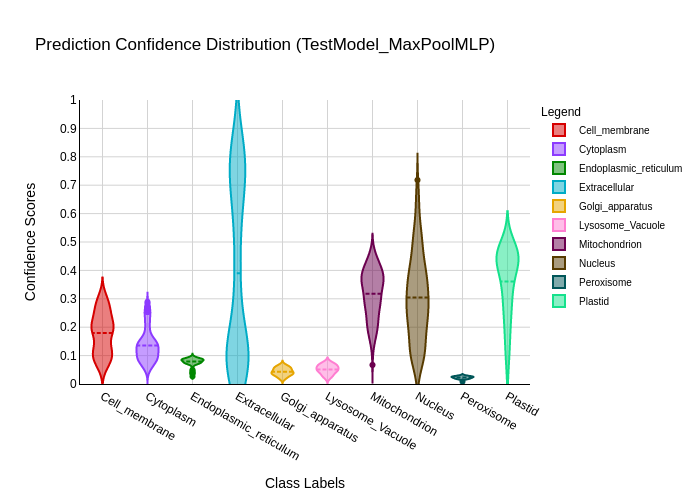 Prediction Confidence Distribution (TestModel_MaxPoolMLP)
Confidence Scores
1
0.9
0.8
0.7
0.6
0.5
0.4
0.3
0.2
0.1
0
Cell_membrane
Cytoplasm
Endoplasmic_reticulum
Extracellular
Golgi_apparatus
Lysosome_Vacuole
Mitochondrion
Nucleus
Peroxisome
Plastid
Class Labels
Legend
Cell_membrane
Cytoplasm
Endoplasmic_reticulum
Extracellular
Golgi_apparatus
Lysosome_Vacuole
Mitochondrion
Nucleus
Peroxisome
Plastid